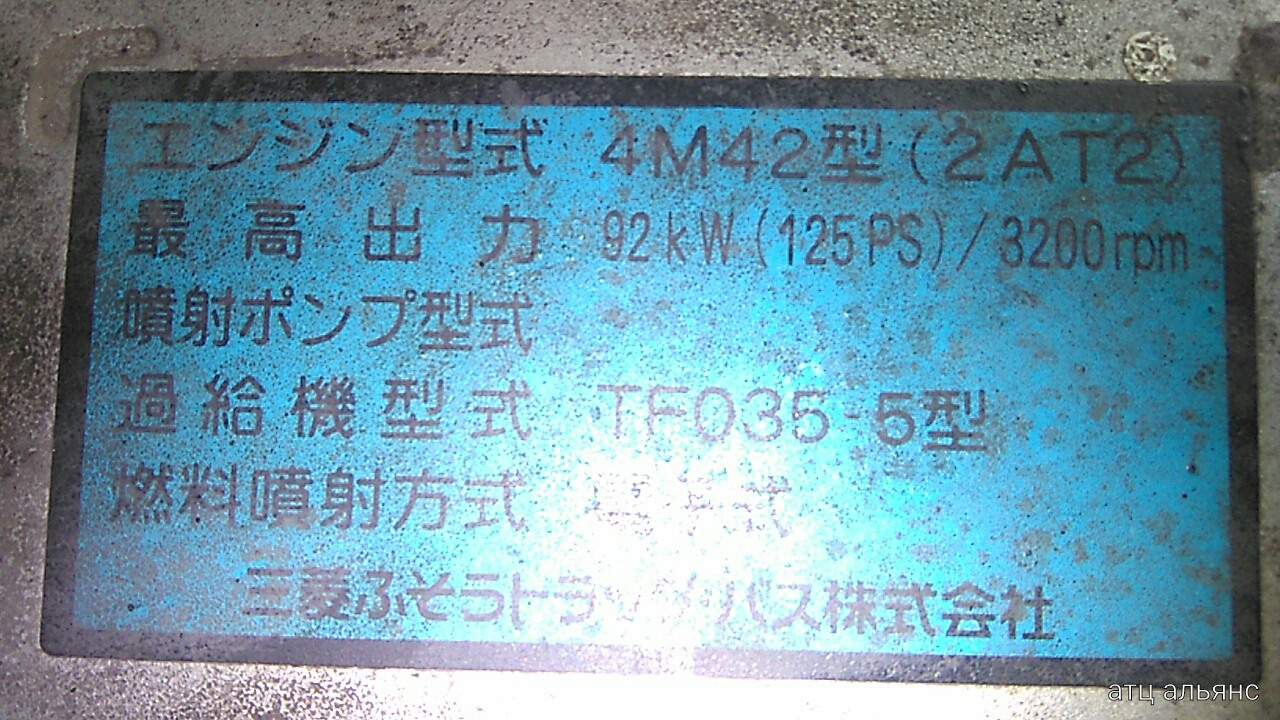 エンジン型式 4M42型(2AT2)
最高出力 92kW(125PS)/3200rpm
噴射ポンプ型式
過給機型式 TF035-5型
燃料噴射方式 電子式
三菱ふそうトラック・バス株式会社
атц альянс